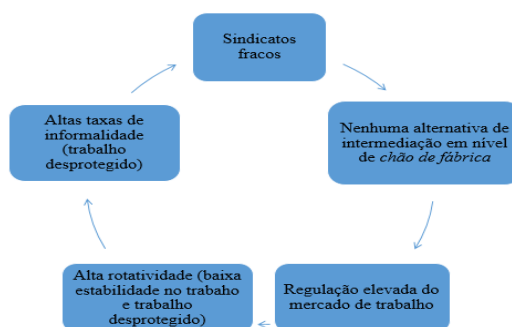 Sindicatos
fracos
Nenhuma alternativa de
intermediação em nível
de chão de fábrica
Regulação elevada do
mercado de trabalho
Alta rotatividade (baixa
estabilidade no trabaho
e trabalho
desprotegido)
Altas taxas de
informalidade
(trabalho
desprotegido)